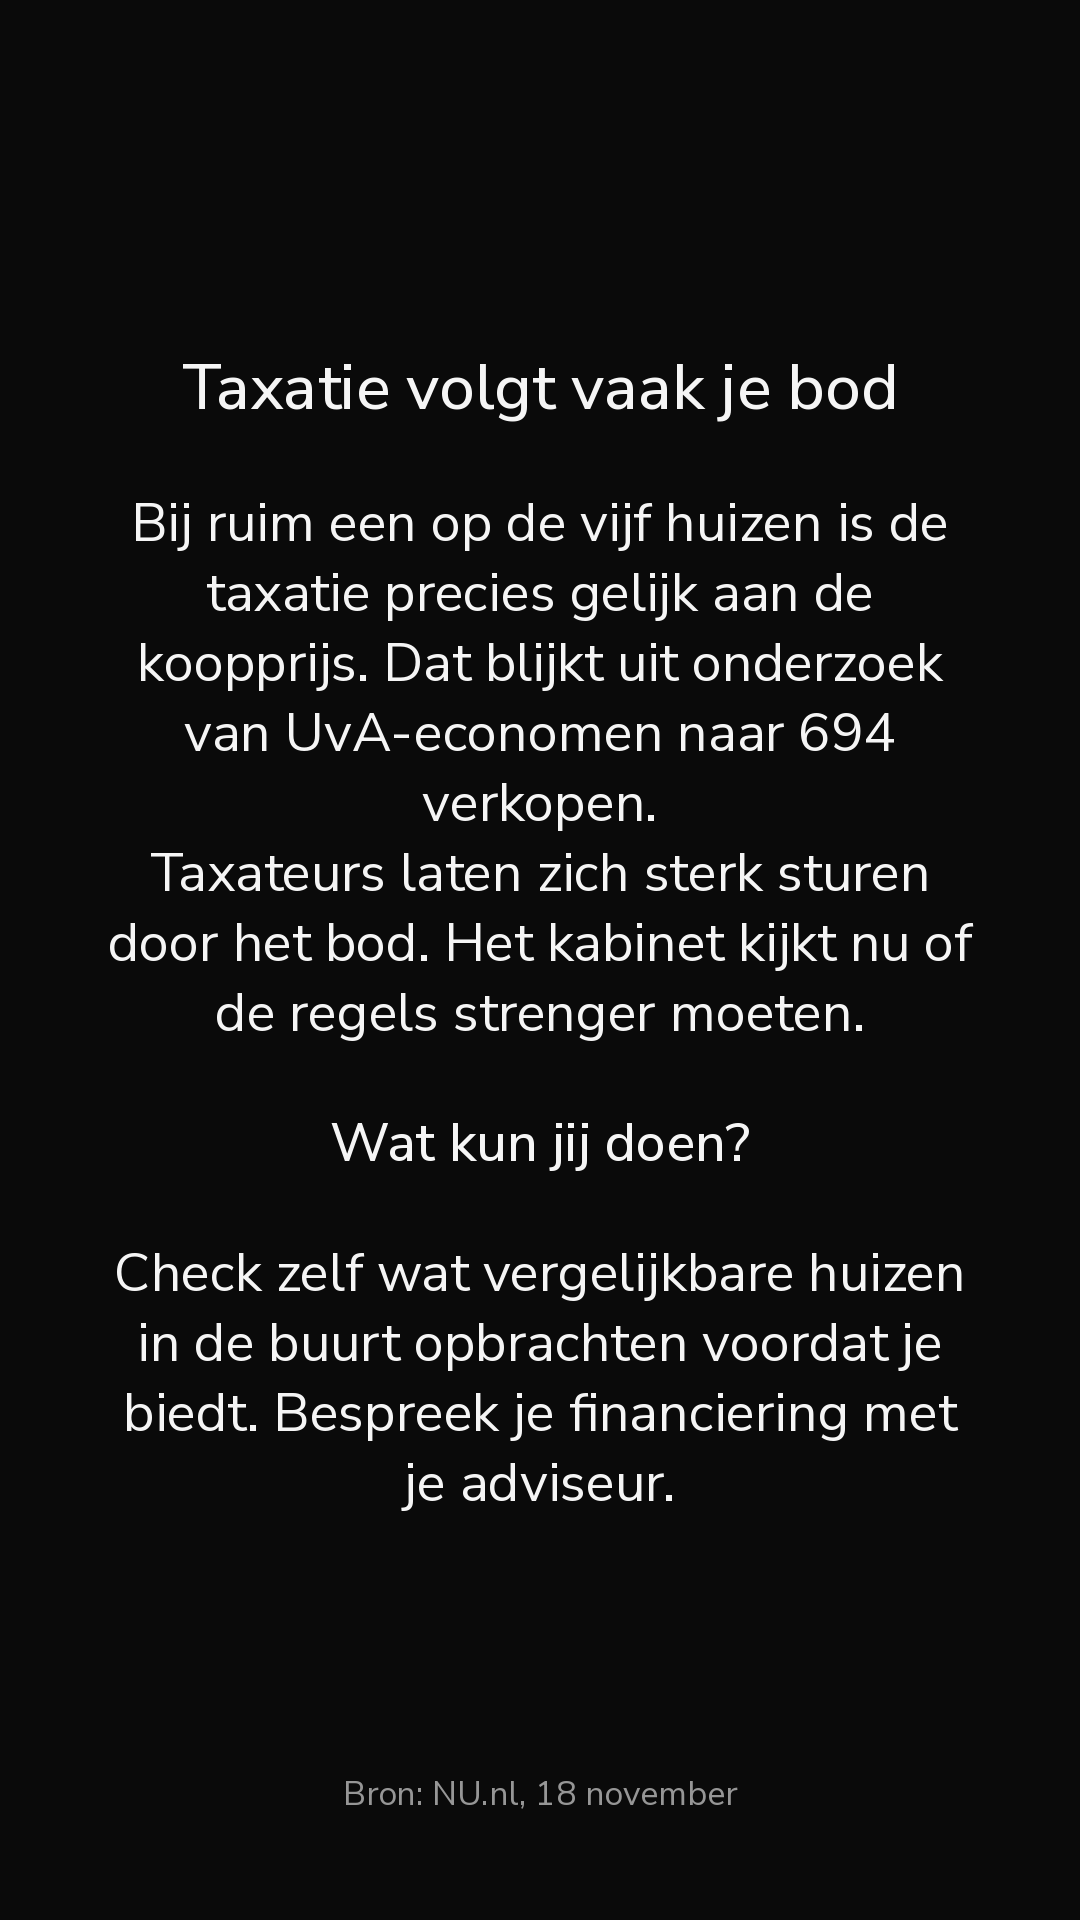 Taxatie volgt vaak je bod
Bij ruim een op de vijf huizen is de
taxatie precies gelijk aan de
koopprijs. Dat blijkt uit onderzoek
van UvA-economen naar 694
verkopen.
Taxateurs laten zich sterk sturen
door het bod. Het kabinet kijkt nu of
de regels strenger moeten.
Wat kun jij doen?
Check zelf wat vergelijkbare huizen
in de buurt opbrachten voordat je
biedt. Bespreek je financiering met
je adviseur.
Bron: NU.nl, 18 november